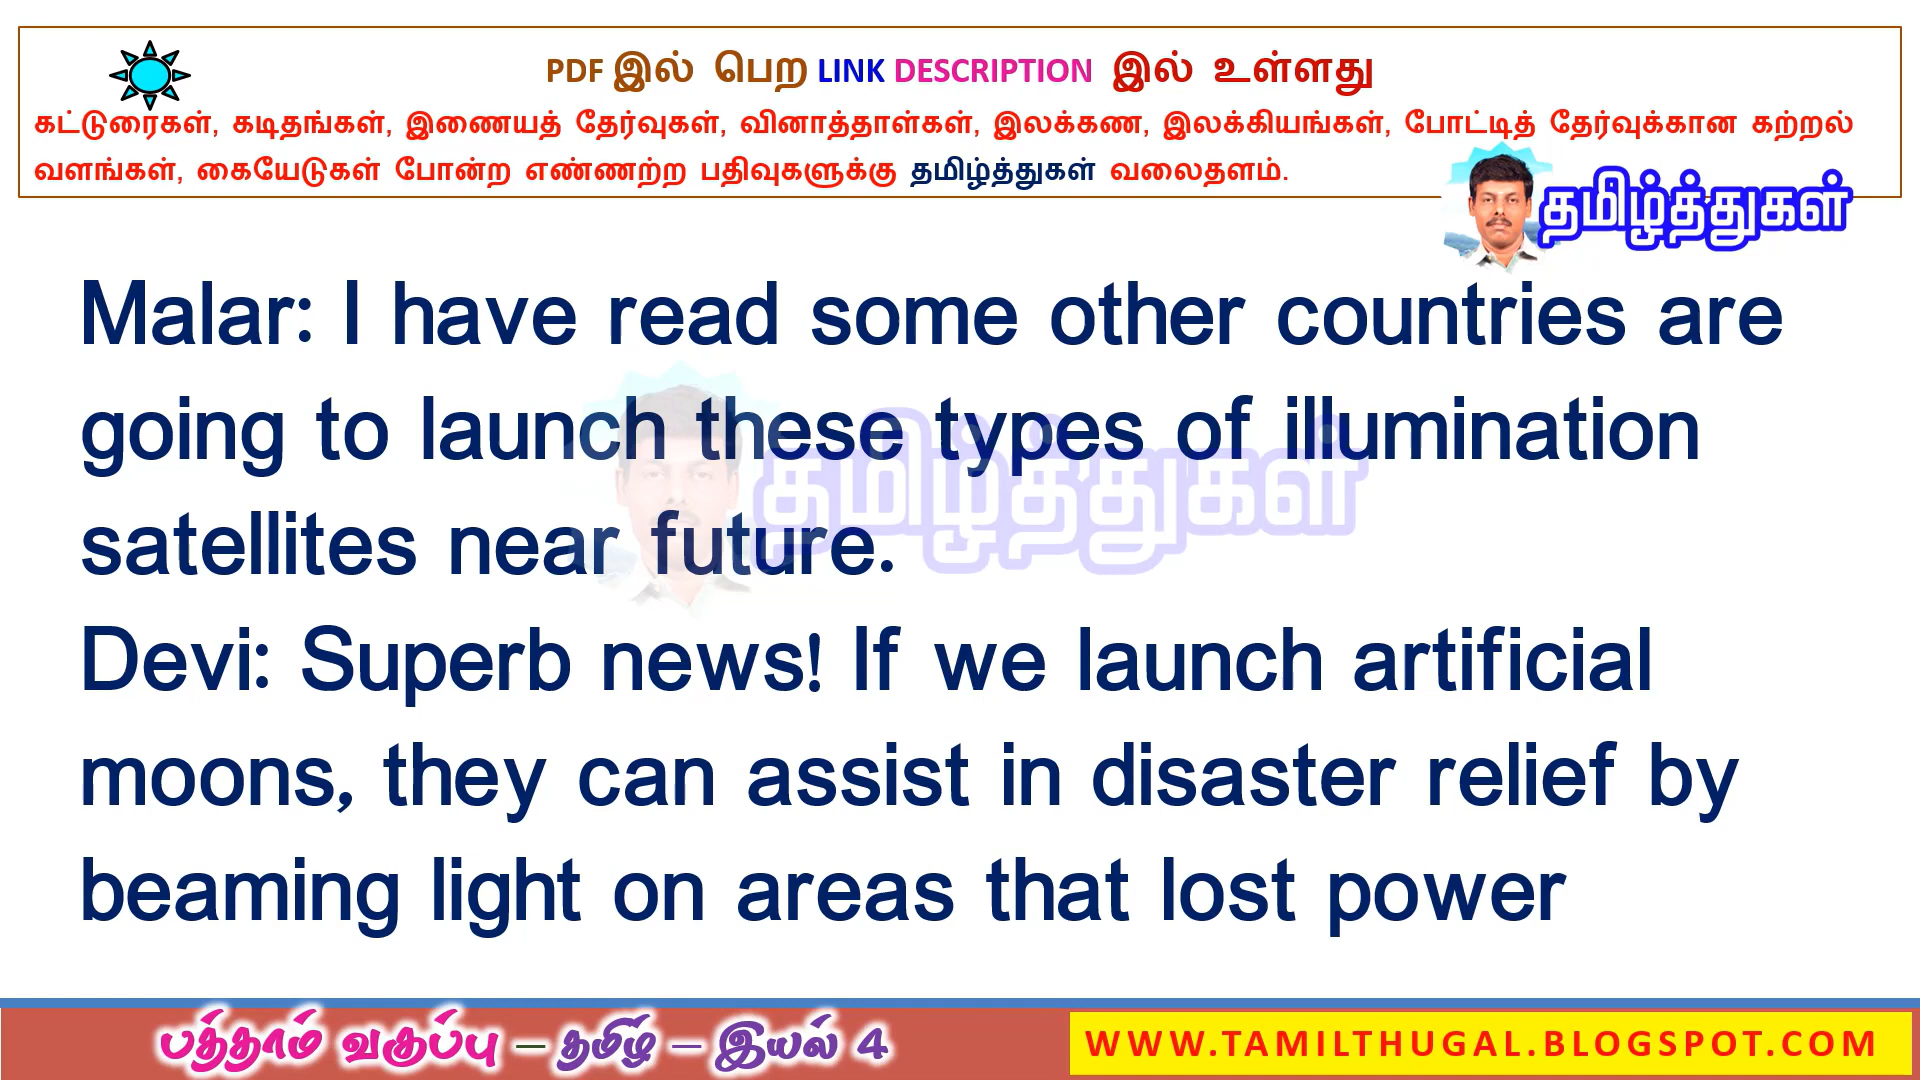 PDF இல் பெற LINK DESCRIPTION இல் உள்ளது
கட்டுரைகள், கடிதங்கள், இணையத் தேர்வுகள், வினாத்தாள்கள், இலக்கண, இலக்கியங்கள், போட்டித் தேர்வுக்கான கற்றல்
வளங்கள், கையேடுகள் போன்ற எண்ணற்ற பதிவுகளுக்கு தமிழ்த்துகள் வலைதளம்.
தமிழ்த்துகள்
Malar: I have read some other countries are
going to launch these types of illumination
தமிழ்த்துகள்
satellites near future.
Devi: Superb news! If we launch artificial
moons, they can assist in disaster relief by
beaming light on areas that lost power
பத்தாம் வகுப்பு – தமிழ் – இயல் 4
WWW.TAMILTHUGAL.BLOGSPOT.COM